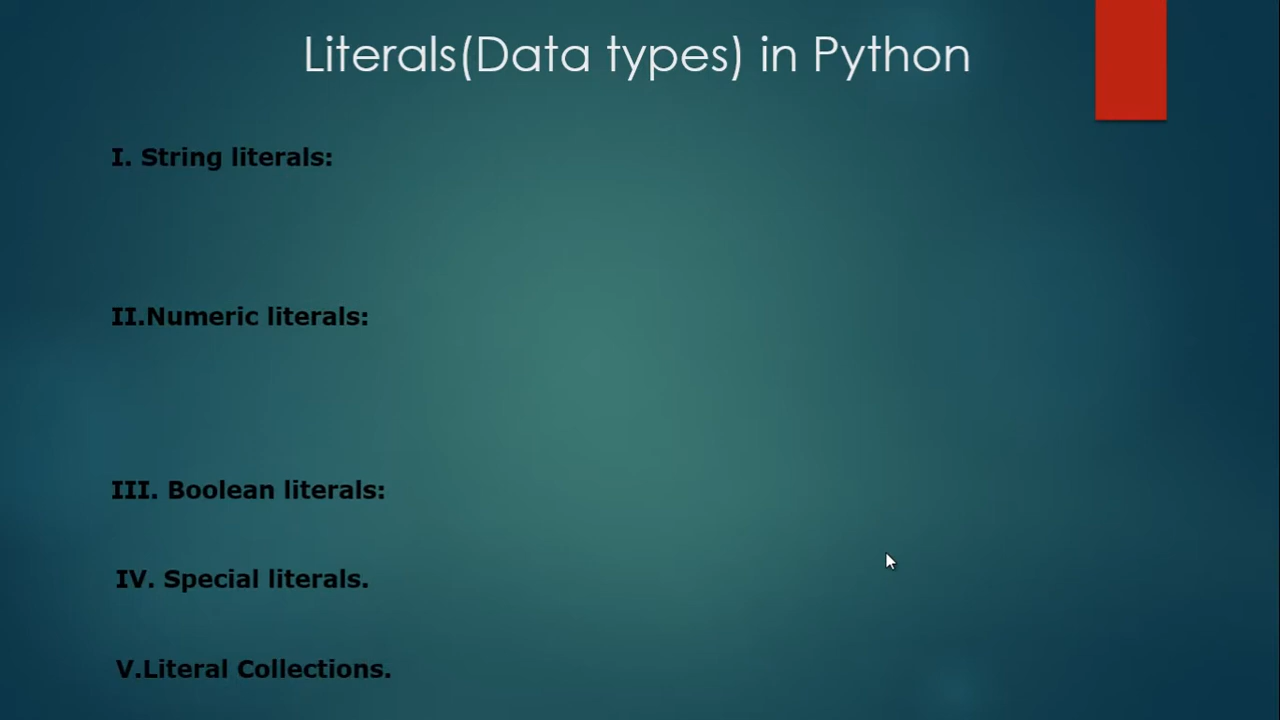 Literals(Data types) in Python
I. String literals:
II.Numeric literals:
III. Boolean literals:
IV. Special literals.
V.Literal Collections.